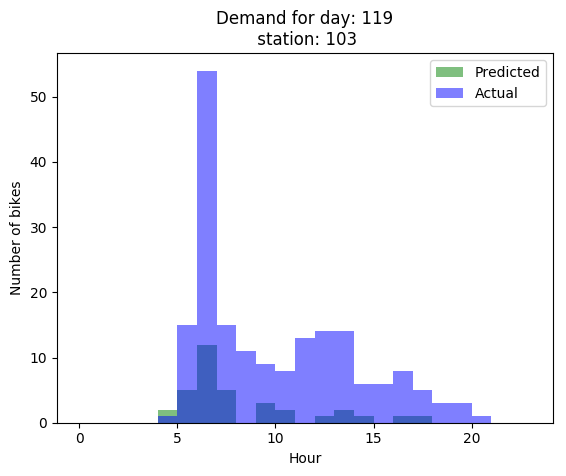 Demand for day: 119
station: 103
Predicted
Actual
Number of bikes
50
40
30
20
10
0
0 5 10 15 20
Hour